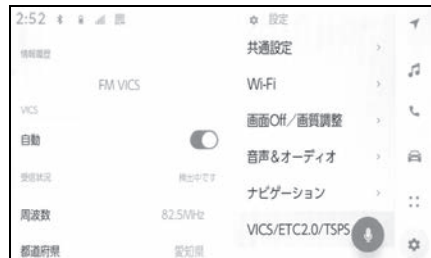 2:52
設定
情報履歴
FM VICS
VICS
自動
受信状況 検出中です
周波数 82.5MHz
都道府県 愛知県
共通設定
Wi-Fi
画面Off/画質調整
音声&オーディオ
ナビゲーション
VICS/ETC2.0/TSPS